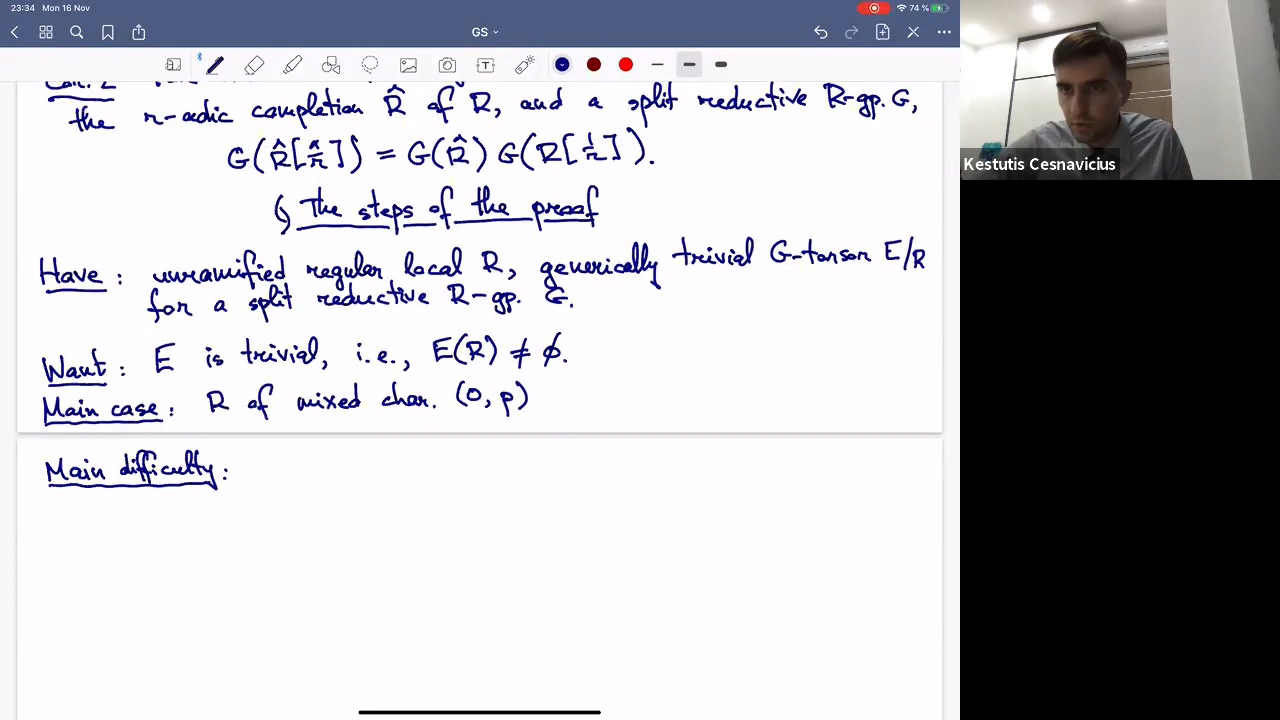 23:34 Mon 16 Nov
74 %
GS
the r-adic completion R̂ of R, and a split reductive R-gp. G,
G(R̂[1/r]) = G(R̂) G(R[1/r]).
The steps of the proof
Have: unramified regular local R, generically trivial G-torsor E/R
for a split reductive R-gp. G.
Want: E is trivial, i.e., E(R) ≠ ∅.
Main case: R of mixed char. (0, p)
Main difficulty:
Kestutis Cesnavicius